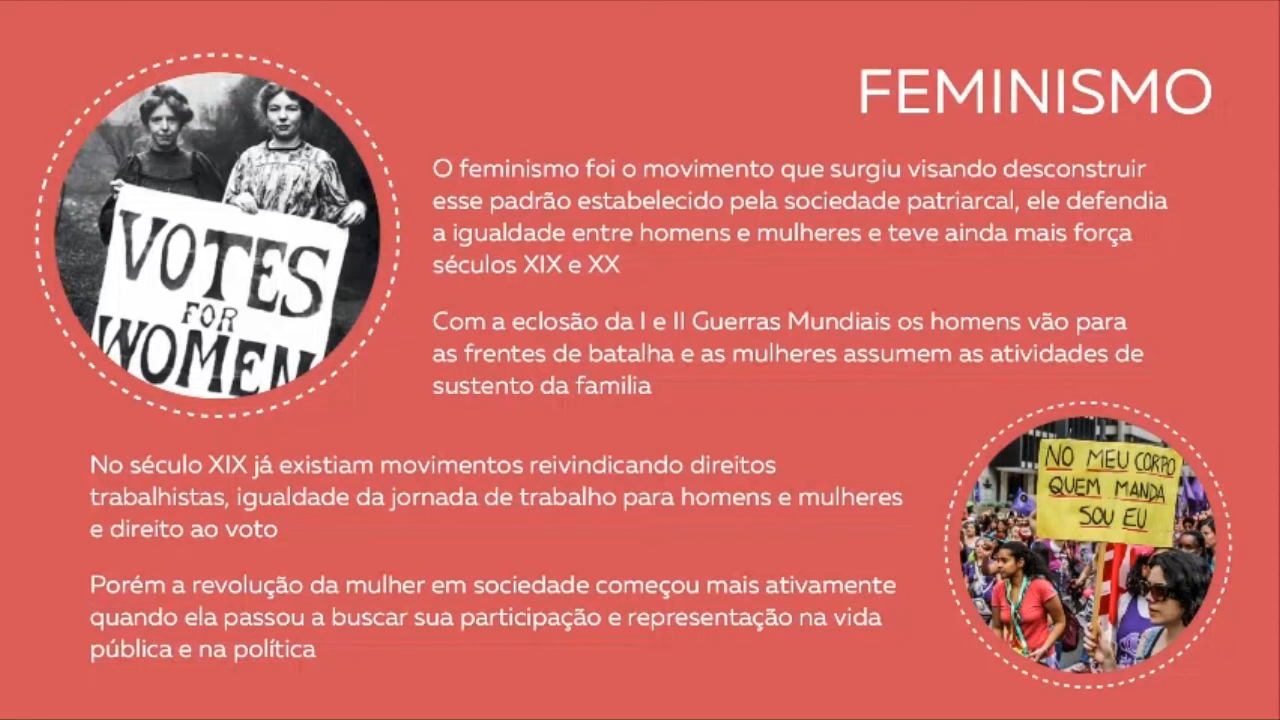 FEMINISMO
O feminismo foi o movimento que surgiu visando desconstruir
esse padrão estabelecido pela sociedade patriarcal, ele defendia
a igualdade entre homens e mulheres e teve ainda mais força
séculos XIX e XX
Com a eclosão da I e II Guerras Mundiais os homens vão para
as frentes de batalha e as mulheres assumem as atividades de
sustento da familia
VOTES
FOR
WOMEN
No século XIX já existiam movimentos reivindicando direitos
trabalhistas, igualdade da jornada de trabalho para homens e mulheres
e direito ao voto
Porém a revolução da mulher em sociedade começou mais ativamente
quando ela passou a buscar sua participação e representação na vida
pública e na política
NO MEU CORPO
QUEM MANDA
SOU EU